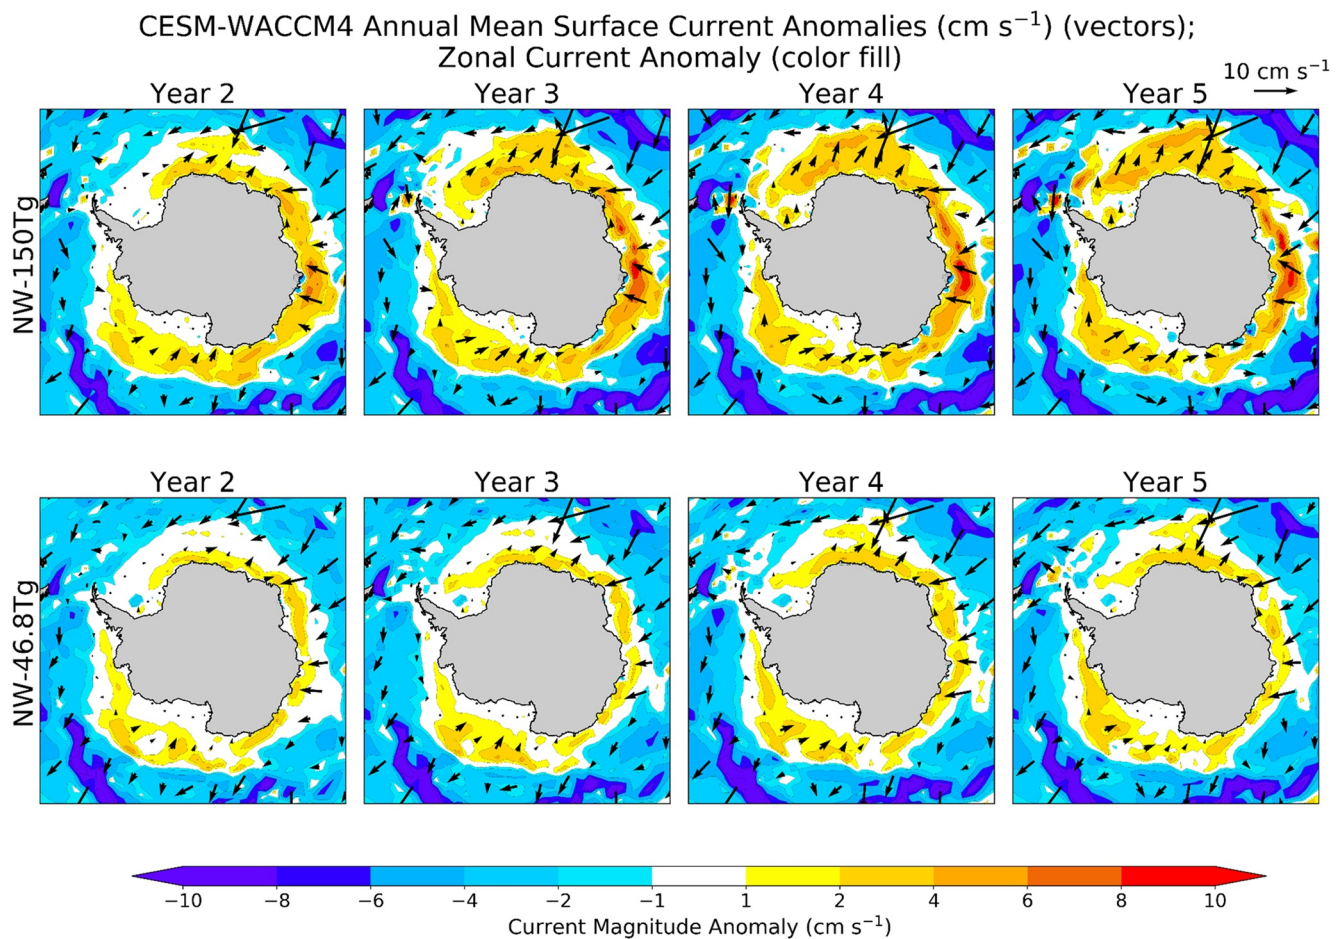 CESM-WACCM4 Annual Mean Surface Current Anomalies (cm s⁻¹) (vectors);
Zonal Current Anomaly (color fill)
10 cm s⁻¹
Year 2 Year 3 Year 4 Year 5
NW-150Tg
Year 2 Year 3 Year 4 Year 5
NW-46.8Tg
−10 −8 −6 −4 −2 −1 1 2 4 6 8 10
Current Magnitude Anomaly (cm s⁻¹)